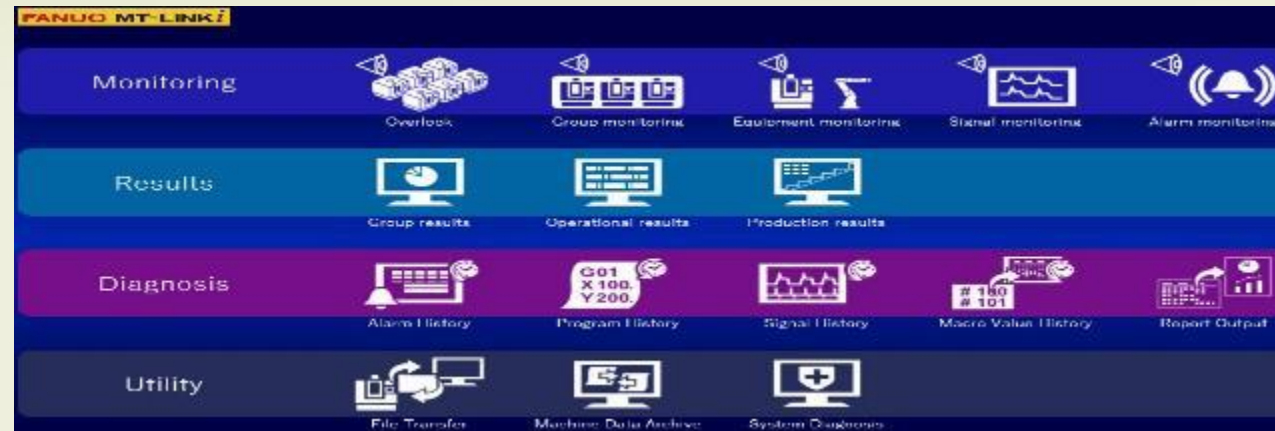 FANUC MT-LINKi
Monitoring
Overlook
Group monitoring
Equipment monitoring
Signal monitoring
Alarm monitoring
Results
Group results
Operational results
Production results
Diagnosis
G01
X100.
Y200.
# 100
# 101
Alarm History
Program History
Signal History
Macro Value History
Report Output
Utility
File Transfer
Machine Data Archive
System Diagnosis